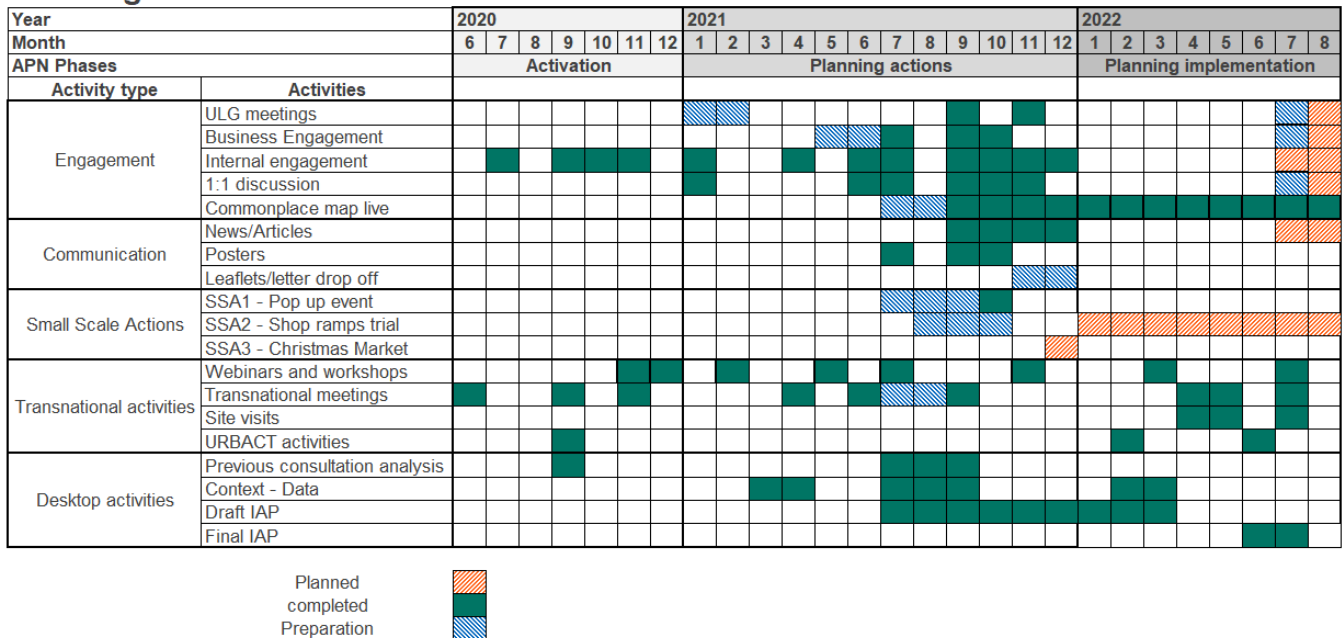 Year 2020 2021 2022
Month 6 7 8 9 10 11 12 1 2 3 4 5 6 7 8 9 10 11 12 1 2 3 4 5 6 7 8
APN Phases Activation Planning actions Planning implementation
Activity type Activities
ULG meetings
Business Engagement
Engagement Internal engagement
1:1 discussion
Commonplace map live
News/Articles
Communication Posters
Leaflets/letter drop off
SSA1 - Pop up event
Small Scale Actions SSA2 - Shop ramps trial
SSA3 - Christmas Market
Webinars and workshops
Transnational activities Transnational meetings
Site visits
URBACT activities
Previous consultation analysis
Desktop activities Context - Data
Draft IAP
Final IAP
Planned
completed
Preparation